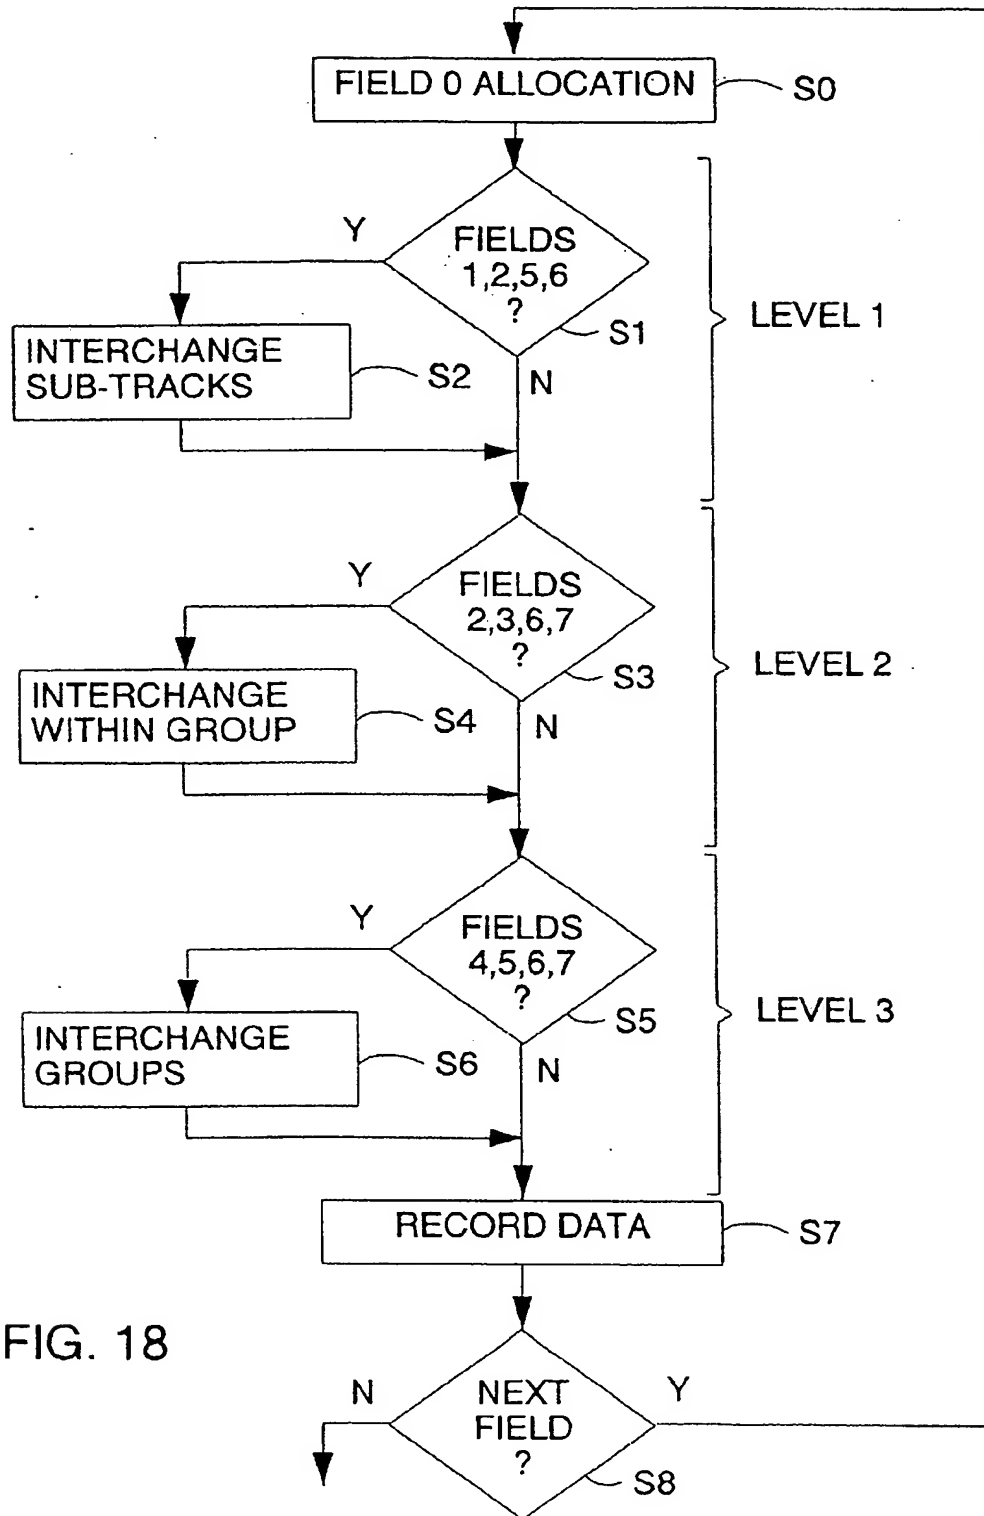 FIELD 0 ALLOCATION
S0
Y
FIELDS
1,2,5,6
?
S1
LEVEL 1
INTERCHANGE
SUB-TRACKS
S2
N
Y
FIELDS
2,3,6,7
?
S3
LEVEL 2
INTERCHANGE
WITHIN GROUP
S4
N
Y
FIELDS
4,5,6,7
?
S5
LEVEL 3
INTERCHANGE
GROUPS
S6
N
RECORD DATA
S7
FIG. 18
N
NEXT
FIELD
?
Y
S8